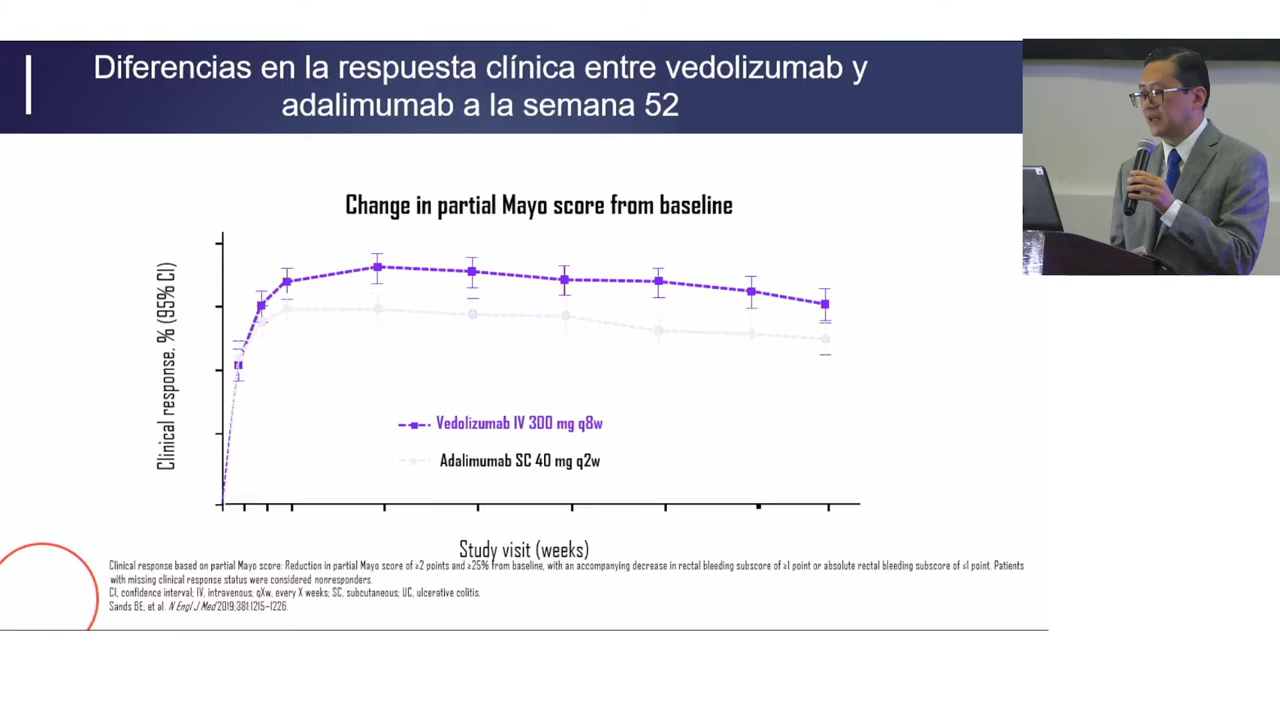 Diferencias en la respuesta clínica entre vedolizumab y
adalimumab a la semana 52
Change in partial Mayo score from baseline
Clinical response, % (95% CI)
Vedolizumab IV 300 mg q8w
Adalimumab SC 40 mg q2w
Study visit (weeks)
Clinical response based on partial Mayo score: Reduction in partial Mayo score of ≥2 points and ≥25% from baseline, with an accompanying decrease in rectal bleeding subscore of ≥1 point or absolute rectal bleeding subscore of ≤1 point. Patients
with missing clinical response status were considered nonresponders.
CI, confidence interval; IV, intravenous; qXw, every X weeks; SC, subcutaneous; UC, ulcerative colitis.
Sands BE, et al. N Engl J Med 2019;381:1215–1226.